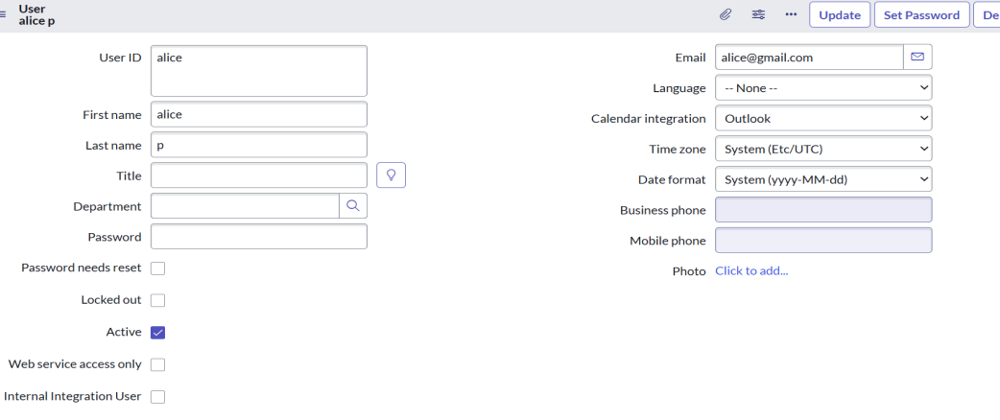 User
alice p
Update
Set Password
User ID
alice
First name
alice
Last name
p
Title
Department
Password
Password needs reset
Locked out
Active
Web service access only
Internal Integration User
Email
alice@gmail.com
Language
-- None --
Calendar integration
Outlook
Time zone
System (Etc/UTC)
Date format
System (yyyy-MM-dd)
Business phone
Mobile phone
Photo
Click to add...